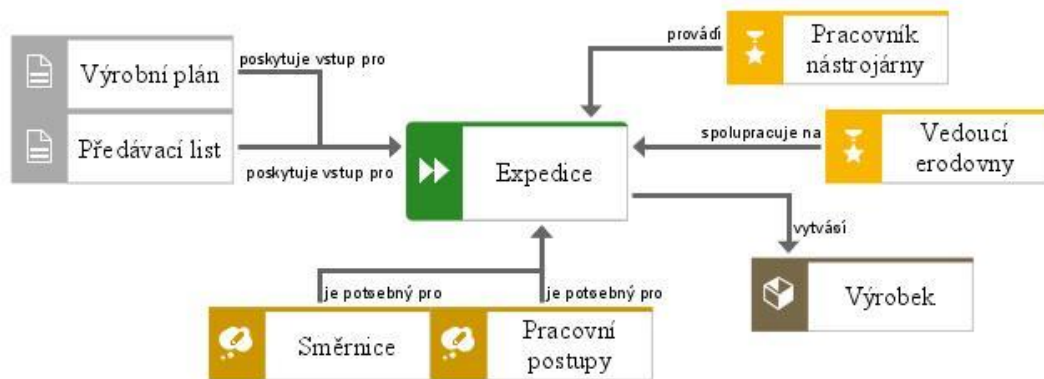 provádí
Pracovník
nástrojárny
Výrobní plán
poskytuje vstup pro
spolupracuje na
Vedoucí
erodovny
Předávací list
poskytuje vstup pro
Expedice
vytvásí
Výrobek
je potsebný pro
je potsebný pro
Směrnice
Pracovní
postupy